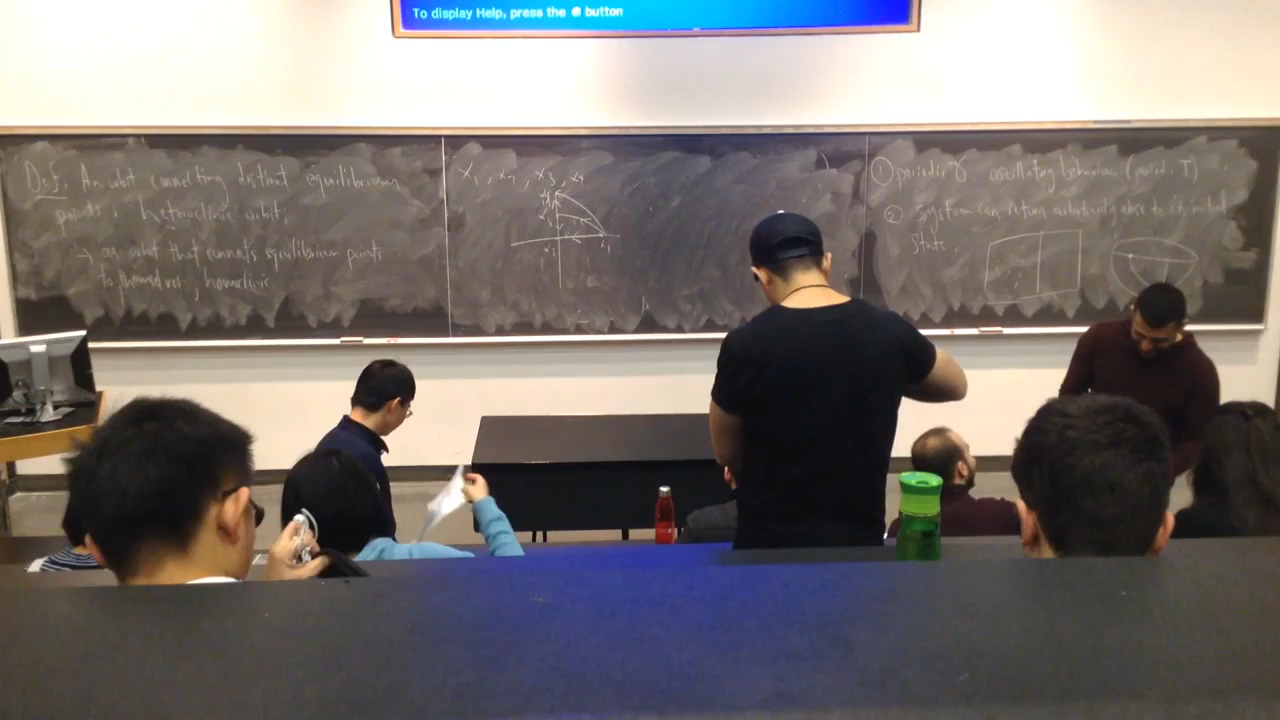 To display Help, press the button
Def. An orbit connecting distinct equilibrium
points : heteroclinic orbit;
→ an orbit that connects equilibrium points
to themselves, homoclinic
x₁, x₂, x₃, x₄
① periodic oscillating behaviour (period T)
② system can return arbitrarily close to its initial
state.